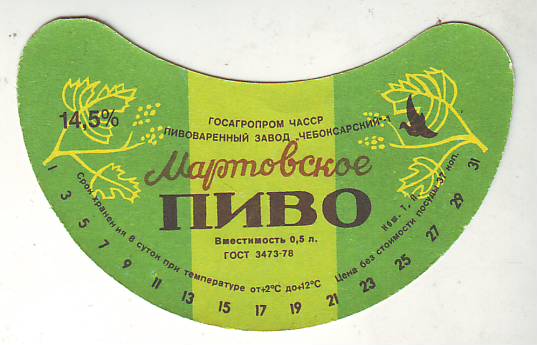 ГОСАГРОПРОМ ЧАССР
ПИВОВАРЕННЫЙ ЗАВОД „ЧЕБОКСАРСКИЙ"-1
14,5%
Мартовское
ПИВО
Вместимость 0,5 л.
ГОСТ 3473-78
Срок хранения 8 суток при температуре от+2°C до+12°C
Цена без стоимости посуды 37 коп.
1 3 5 7 9 11 13 15 17 19 21 23 25 27 29 31